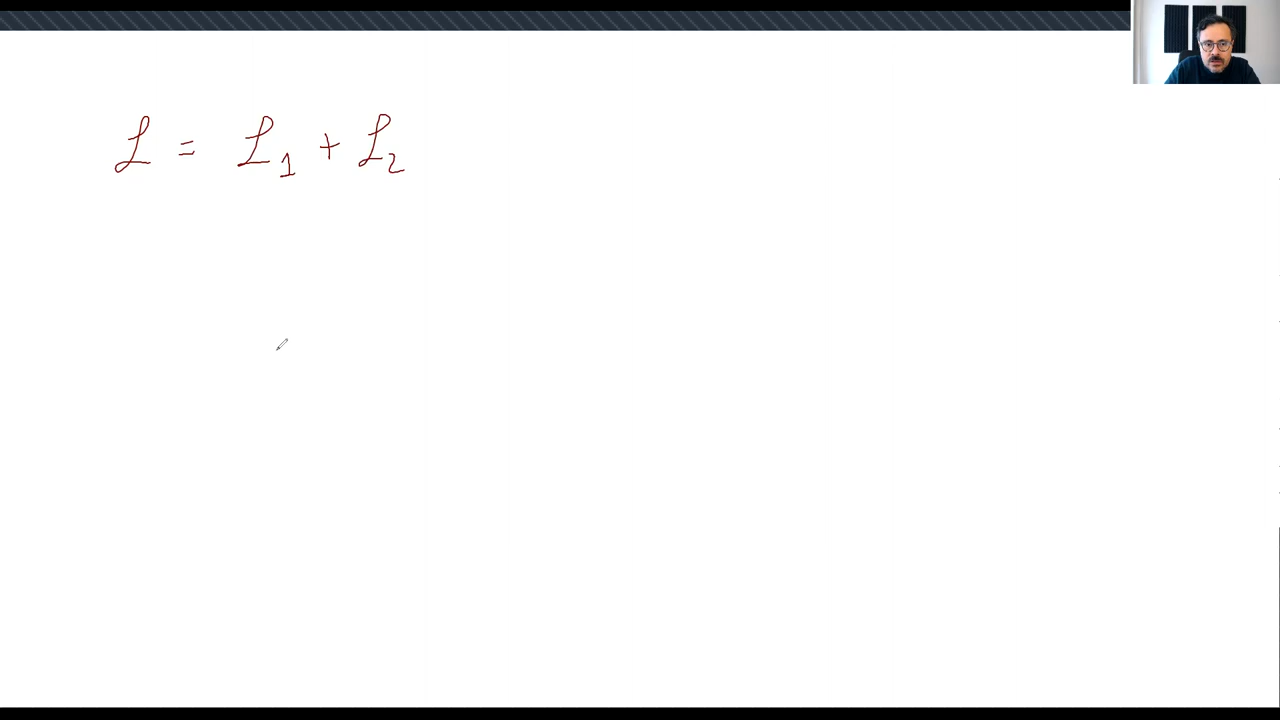 ℒ = ℒ₁ + ℒ₂